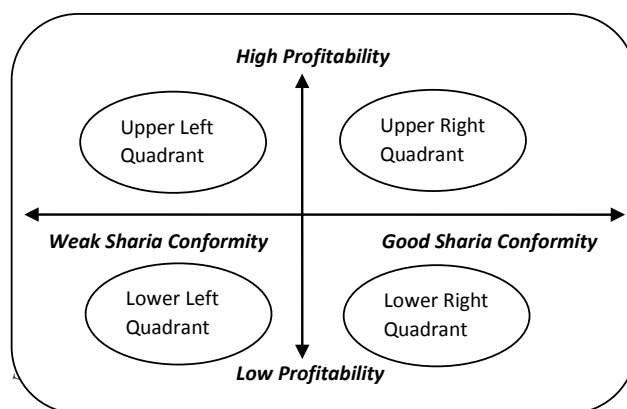 High Profitability
Upper Left
Quadrant
Upper Right
Quadrant
Weak Sharia Conformity
Good Sharia Conformity
Lower Left
Quadrant
Lower Right
Quadrant
Low Profitability